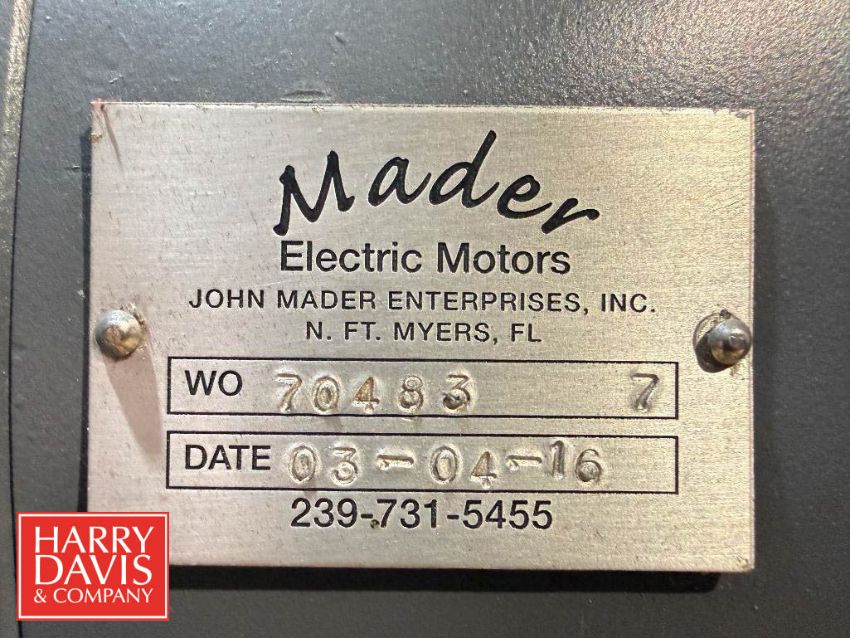 Mader
Electric Motors
JOHN MADER ENTERPRISES, INC.
N. FT. MYERS, FL
WO 70483 7
DATE 03-04-16
239-731-5455
HARRY
DAVIS
& COMPANY